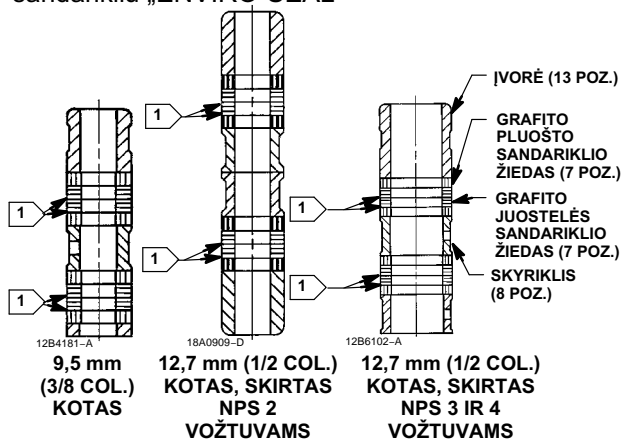 sandarikliu „ENVIRO-SEAL“
1
1
1
1
1
1
ĮVORĖ (13 POZ.)
GRAFITO
PLUOŠTO
SANDARIKLIO
ŽIEDAS (7 POZ.)
GRAFITO
JUOSTELĖS
SANDARIKLIO
ŽIEDAS (7 POZ.)
SKYRIKLIS
(8 POZ.)
12B4181–A
9,5 mm
(3/8 COL.)
KOTAS
18A0909–D
12,7 mm (1/2 COL.)
KOTAS, SKIRTAS
NPS 2
VOŽTUVAMS
12B6102–A
12,7 mm (1/2 COL.)
KOTAS, SKIRTAS
NPS 3 IR 4
VOŽTUVAMS